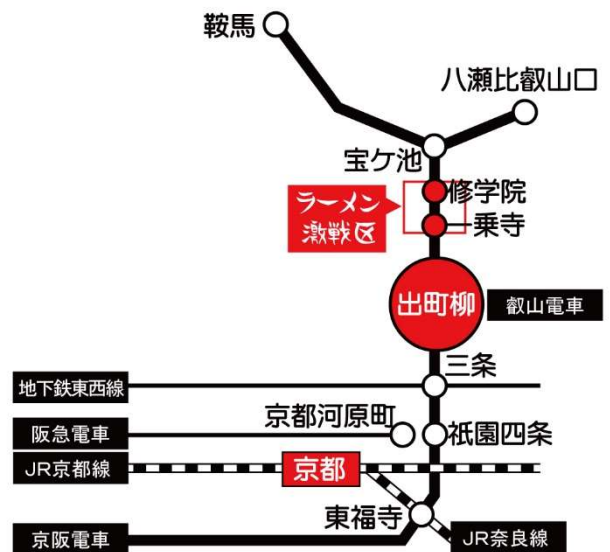 鞍馬
八瀬比叡山口
宝ケ池
修学院
ラーメン
激戦区
一乗寺
出町柳
叡山電車
三条
地下鉄東西線
京都河原町
祇園四条
阪急電車
JR京都線
京都
東福寺
京阪電車
JR奈良線